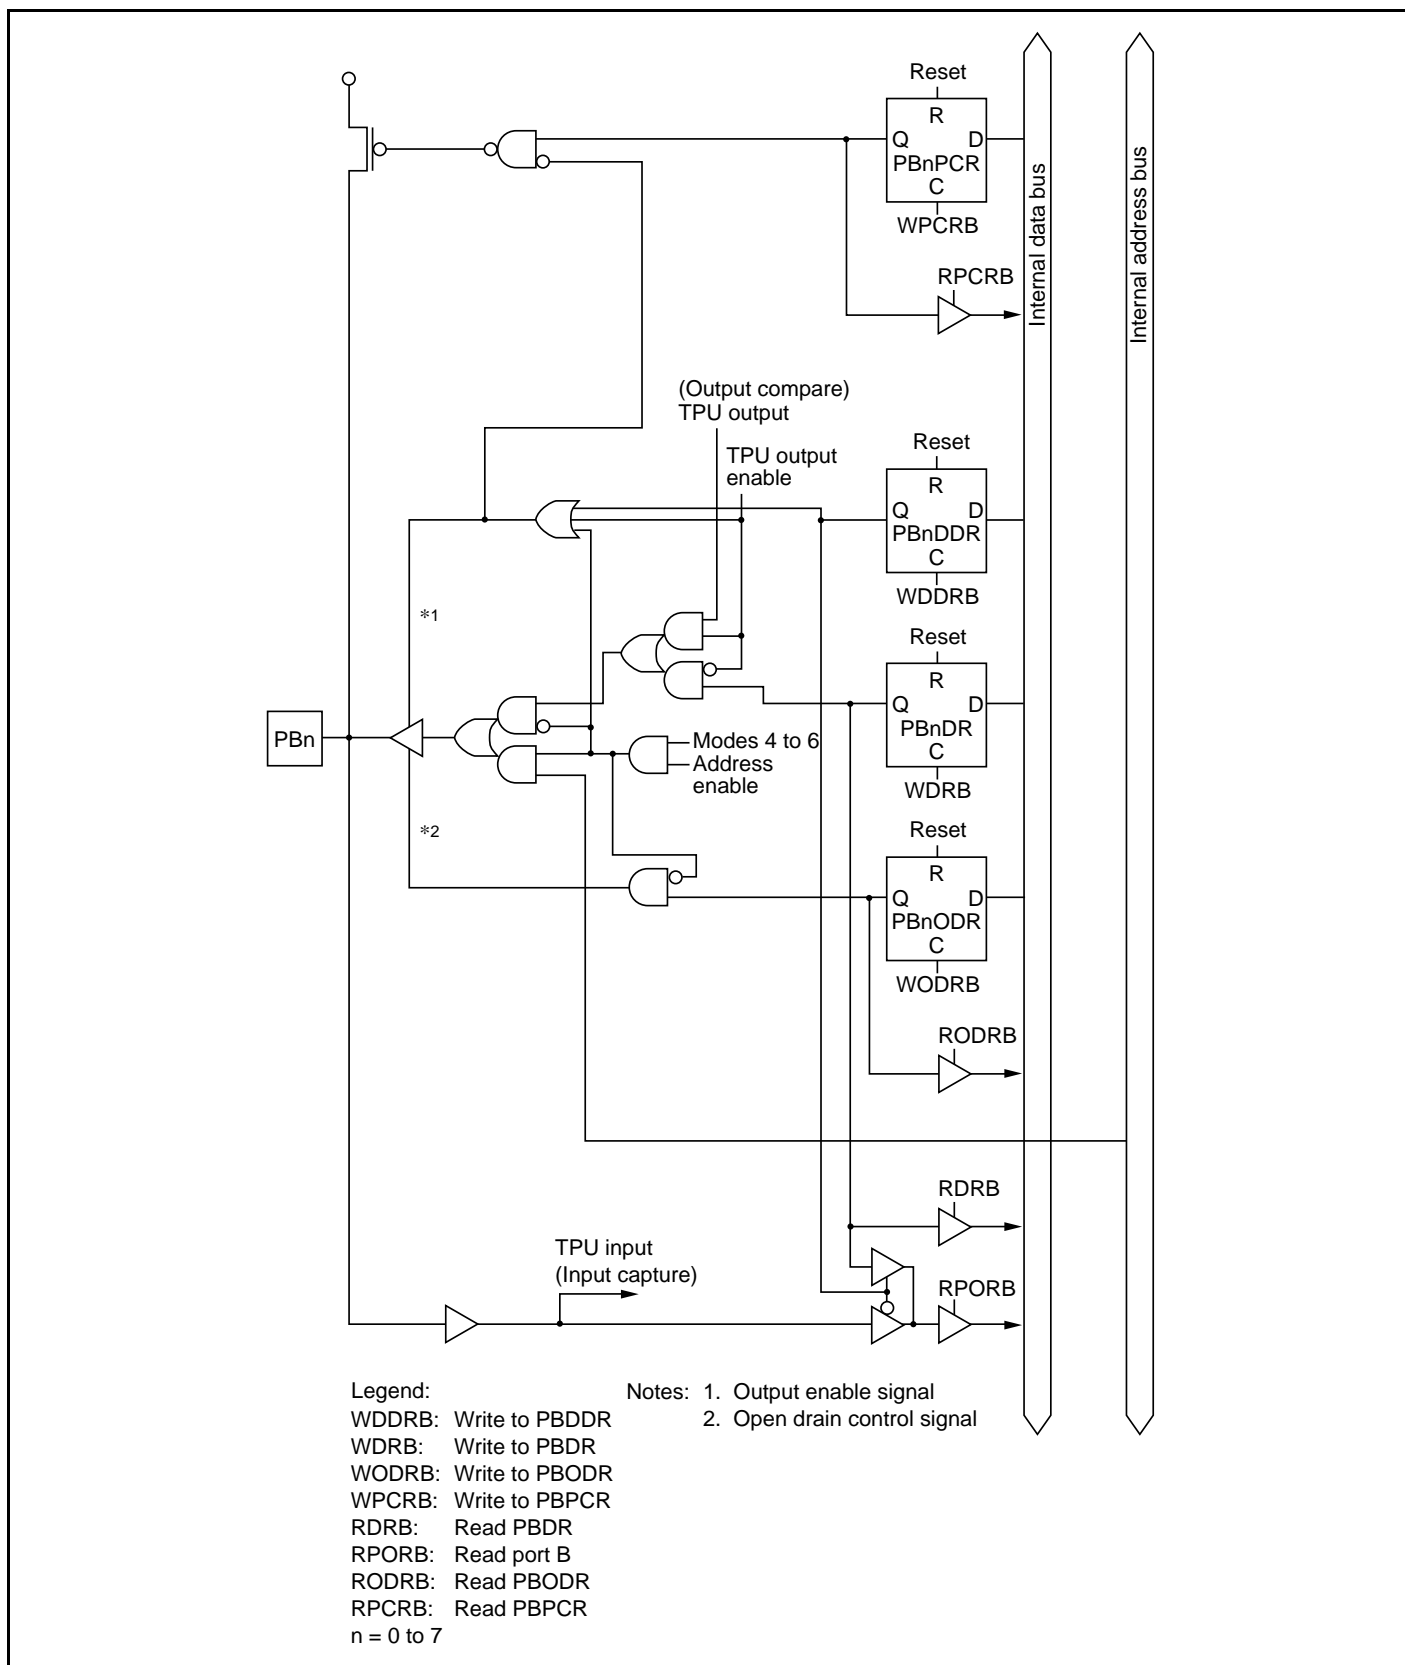 Reset
R
Q D
PBnPCR
C
WPCRB
RPCRB
Internal data bus
Internal address bus
(Output compare)
TPU output
TPU output
enable
Reset
R
Q D
PBnDDR
C
WDDRB
*1
Reset
R
Q D
PBnDR
C
WDRB
PBn
Modes 4 to 6
Address
enable
*2
Reset
R
Q D
PBnODR
C
WODRB
RODRB
RDRB
TPU input
(Input capture)
RPORB
Legend:
WDDRB: Write to PBDDR
WDRB: Write to PBDR
WODRB: Write to PBODR
WPCRB: Write to PBPCR
RDRB: Read PBDR
RPORB: Read port B
RODRB: Read PBODR
RPCRB: Read PBPCR
n = 0 to 7
Notes: 1. Output enable signal
2. Open drain control signal